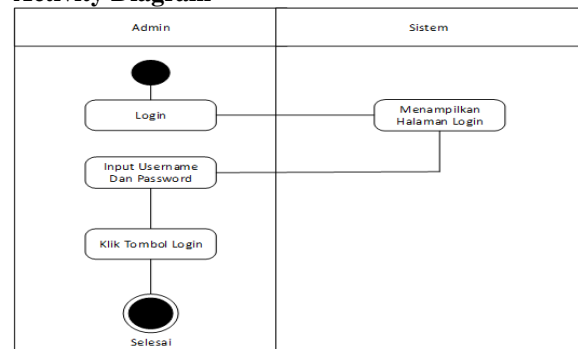 Activity Diagram
Admin
Sistem
Login
Menampilkan
Halaman Login
Input Username
Dan Password
Klik Tombol Login
Selesai